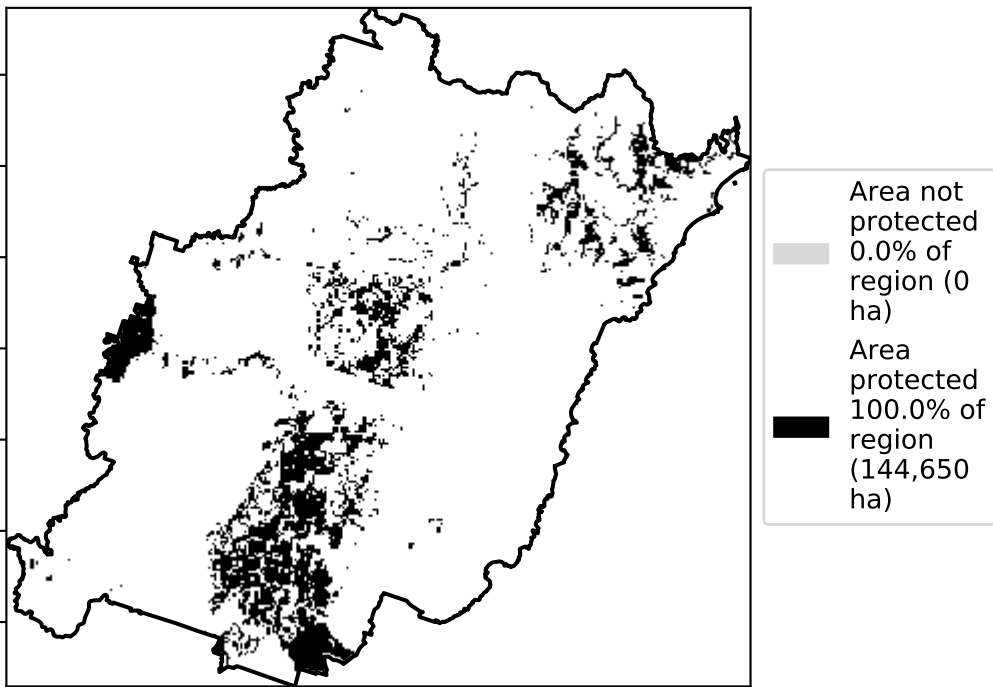 Area not
protected
0.0% of
region (0
ha)
Area
protected
100.0% of
region
(144,650
ha)